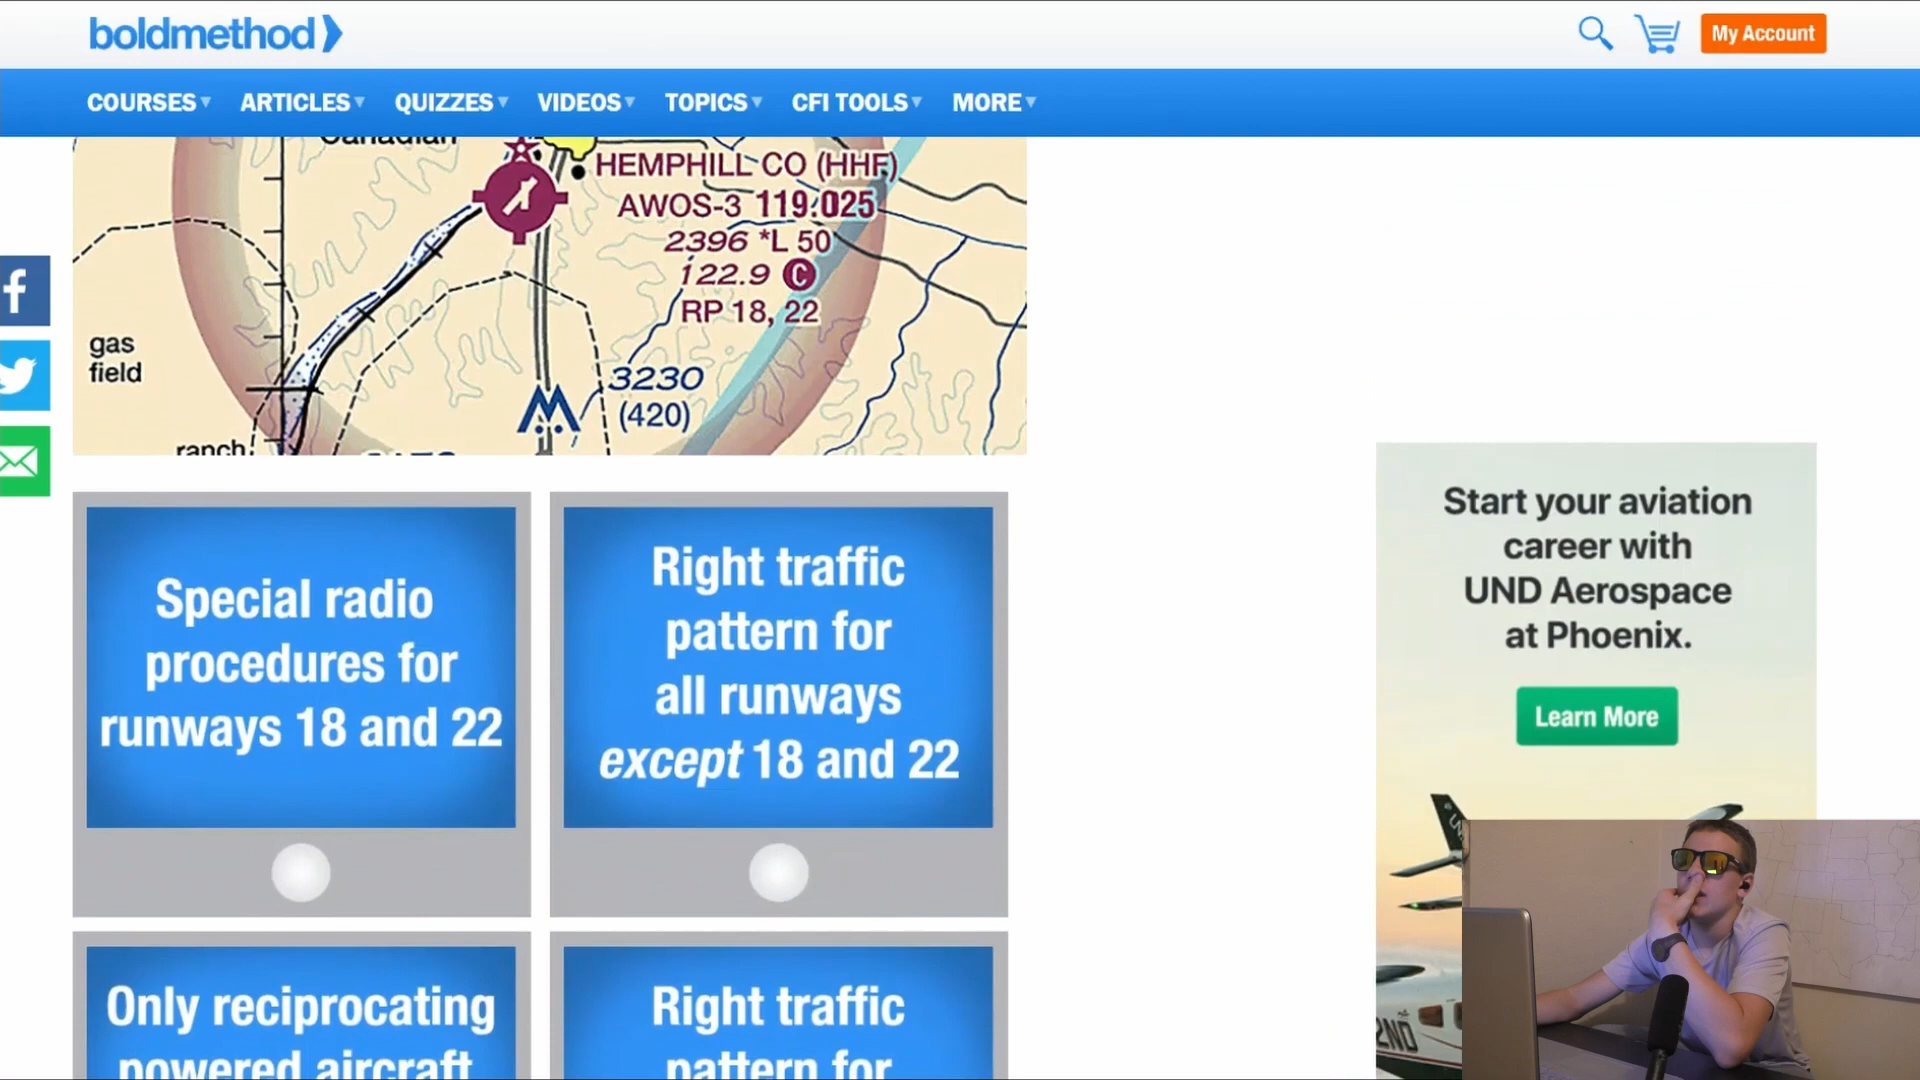 boldmethod
My Account
COURSES ARTICLES QUIZZES VIDEOS TOPICS CFI TOOLS MORE
Canadian
HEMPHILL CO (HHF)
AWOS-3 119.025
2396 *L 50
122.9 C
RP 18, 22
gas
field
3230
(420)
ranch
Special radio
procedures for
runways 18 and 22
Right traffic
pattern for
all runways
except 18 and 22
Only reciprocating
powered aircraft
Right traffic
pattern for
Start your aviation
career with
UND Aerospace
at Phoenix.
Learn More